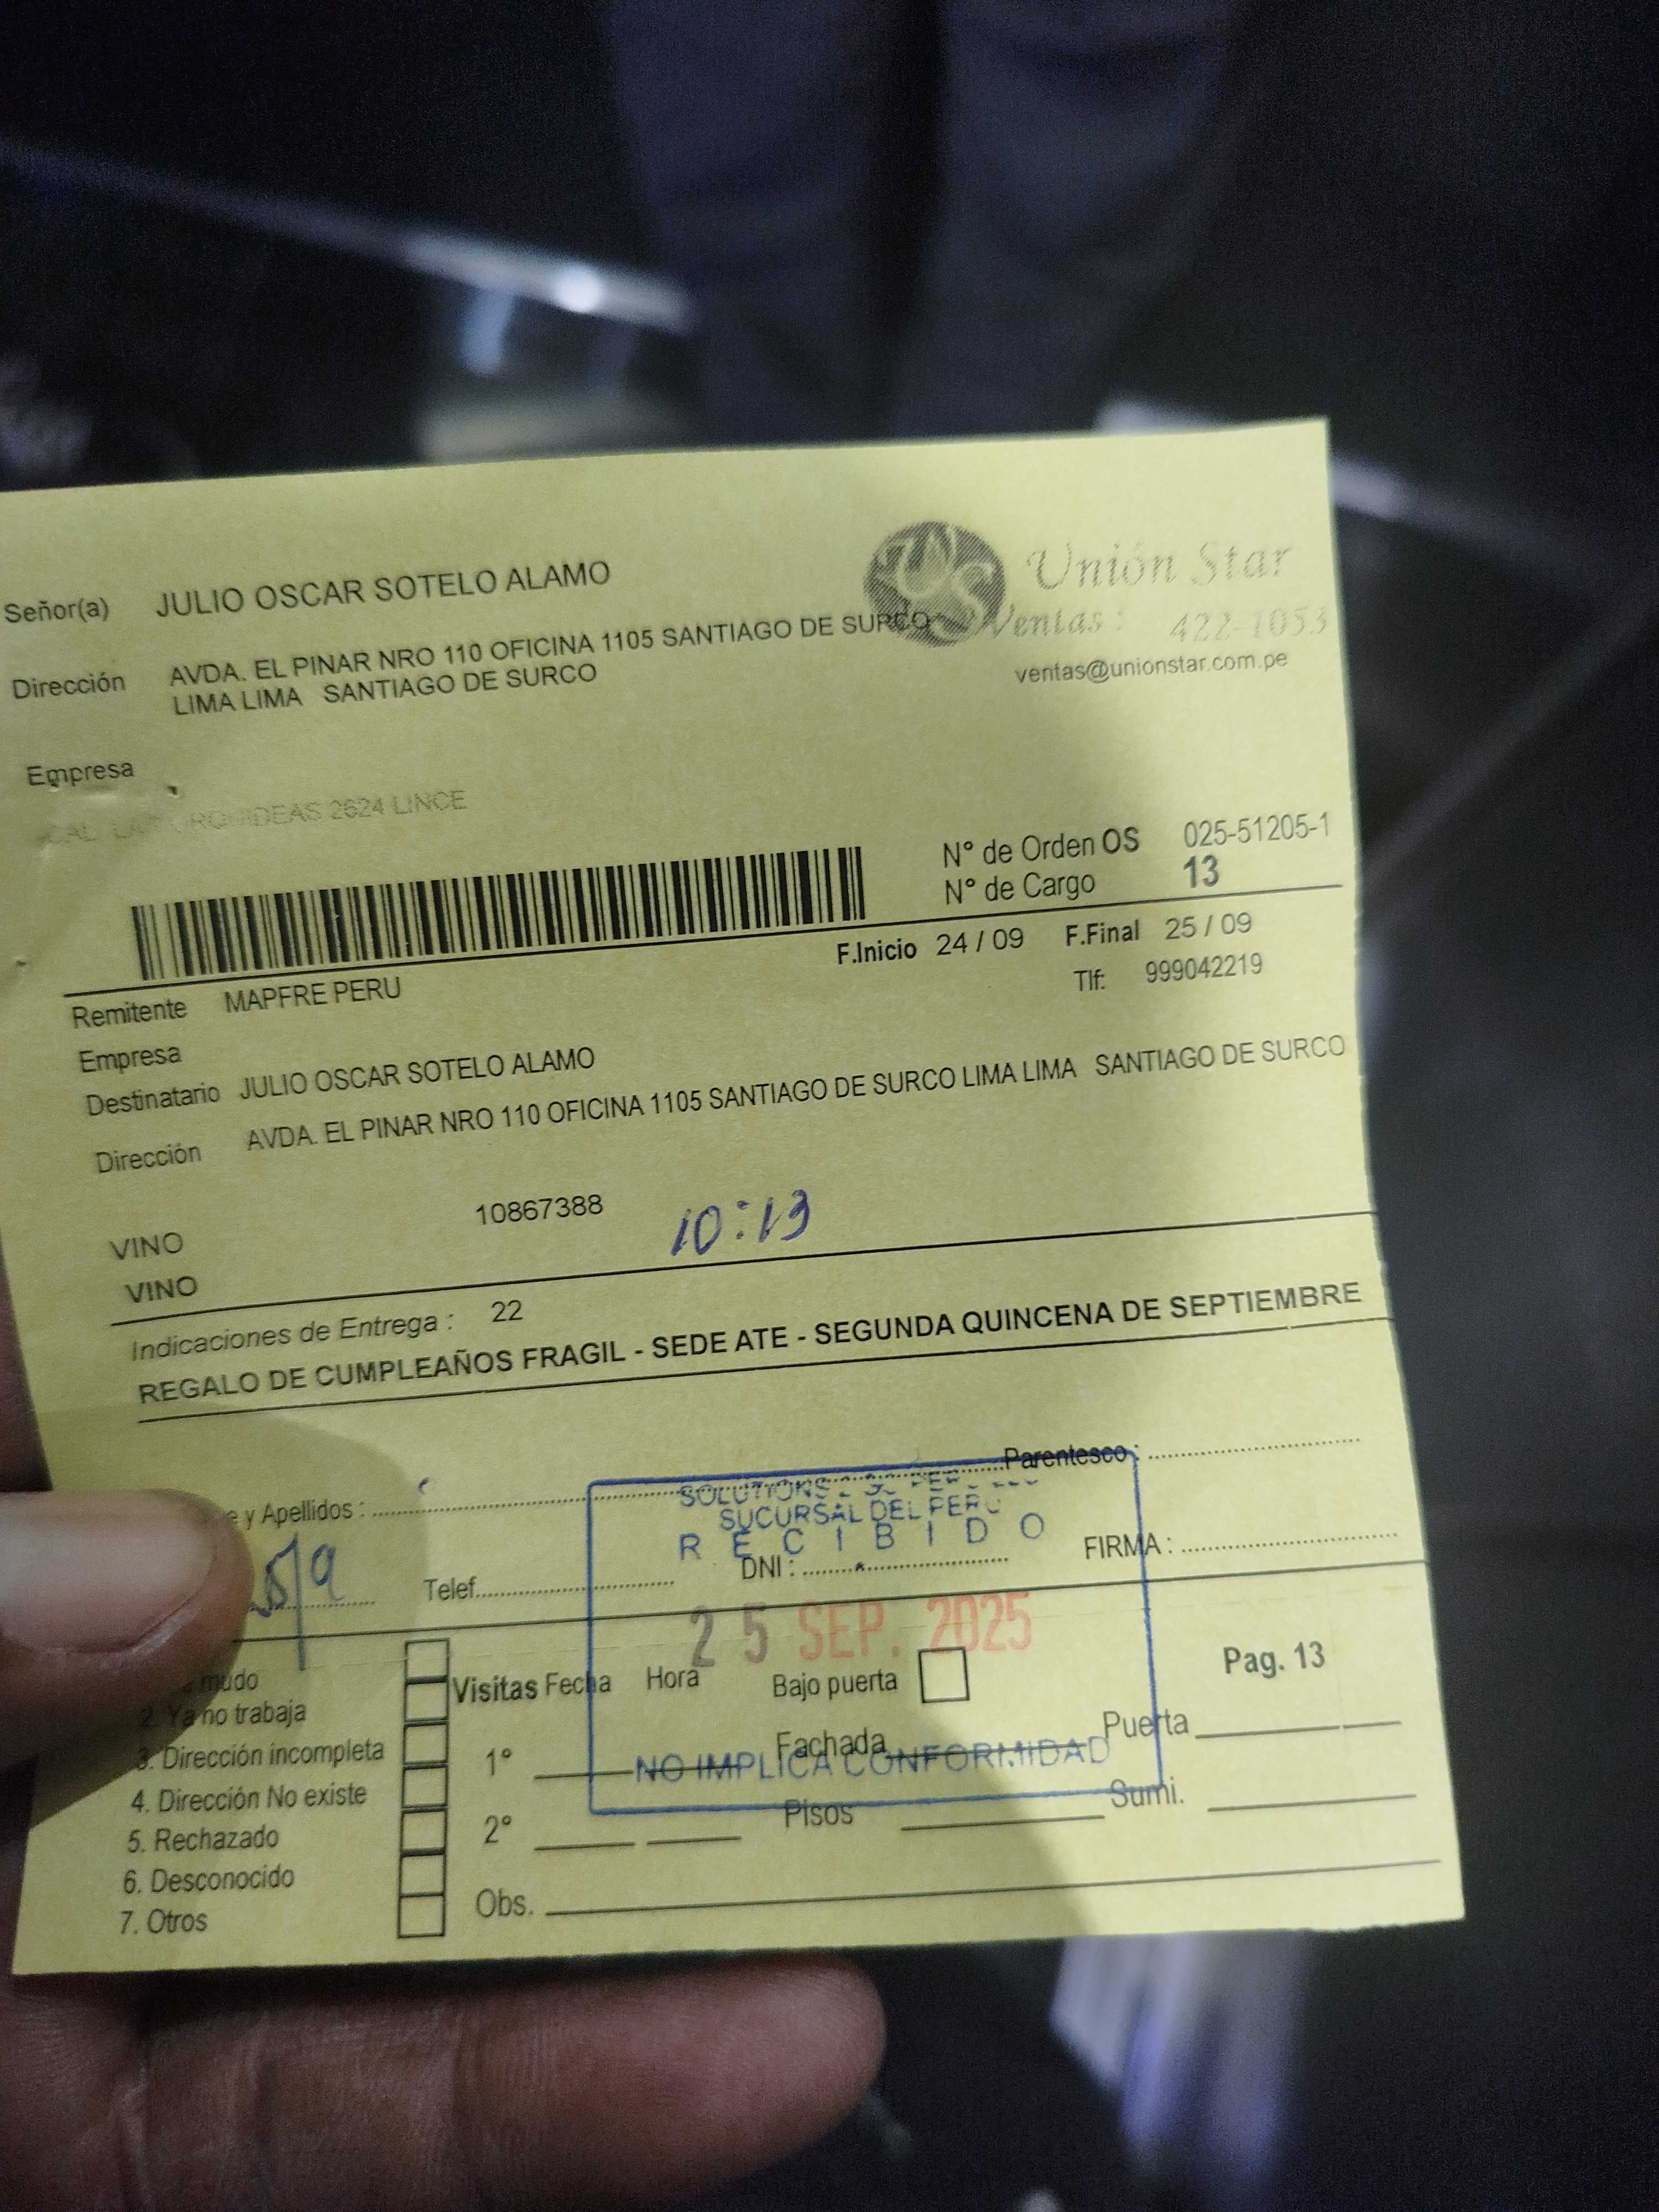 Unión Star
Ventas: 422-1053
ventas@unionstar.com.pe
Señor(a) JULIO OSCAR SOTELO ALAMO
Dirección AVDA. EL PINAR NRO 110 OFICINA 1105 SANTIAGO DE SURCO
LIMA LIMA SANTIAGO DE SURCO
Empresa
ORQUIDEAS 2624 LINCE
Nº de Orden OS 025-51205-1
Nº de Cargo 13
F.Inicio 24 / 09 F.Final 25 / 09
Remitente MAPFRE PERU Tlf: 999042219
Empresa
Destinatario JULIO OSCAR SOTELO ALAMO
Dirección AVDA. EL PINAR NRO 110 OFICINA 1105 SANTIAGO DE SURCO LIMA LIMA SANTIAGO DE SURCO
10867388 10:13
VINO
VINO
Indicaciones de Entrega : 22
REGALO DE CUMPLEAÑOS FRAGIL - SEDE ATE - SEGUNDA QUINCENA DE SEPTIEMBRE
Parentesco :
y Apellidos :
SOLUTIONS
SUCURSAL DEL PERU
RECIBIDO
DNI : FIRMA :
Telef.
25 SEP. 2025
mudo
Visitas Fecha Hora Bajo puerta Pag. 13
2. Ya no trabaja
3. Dirección incompleta 1° Fachada Puerta
NO IMPLICA CONFORMIDAD
4. Dirección No existe
5. Rechazado 2° Pisos Sumi.
6. Desconocido
7. Otros Obs.